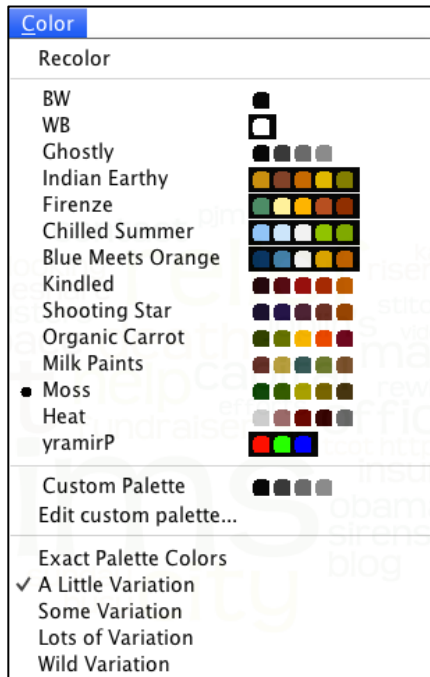 Color
Recolor
BW
WB
Ghostly
Indian Earthy
Firenze
Chilled Summer
Blue Meets Orange
Kindled
Shooting Star
Organic Carrot
Milk Paints
Moss
Heat
yramirP
Custom Palette
Edit custom palette...
Exact Palette Colors
A Little Variation
Some Variation
Lots of Variation
Wild Variation